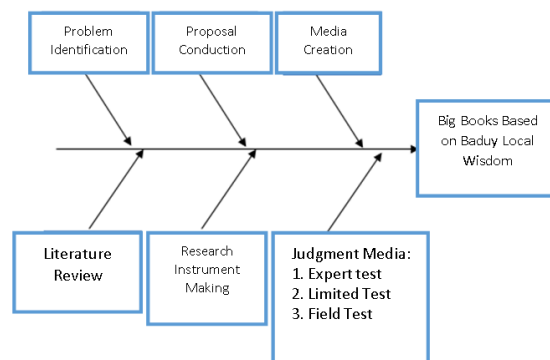 Problem
Identification
Proposal
Conduction
Media
Creation
Big Books Based
on Baduy Local
Wisdom
Literature
Review
Research
Instrument
Making
Judgment Media:
1. Expert test
2. Limited Test
3. Field Test